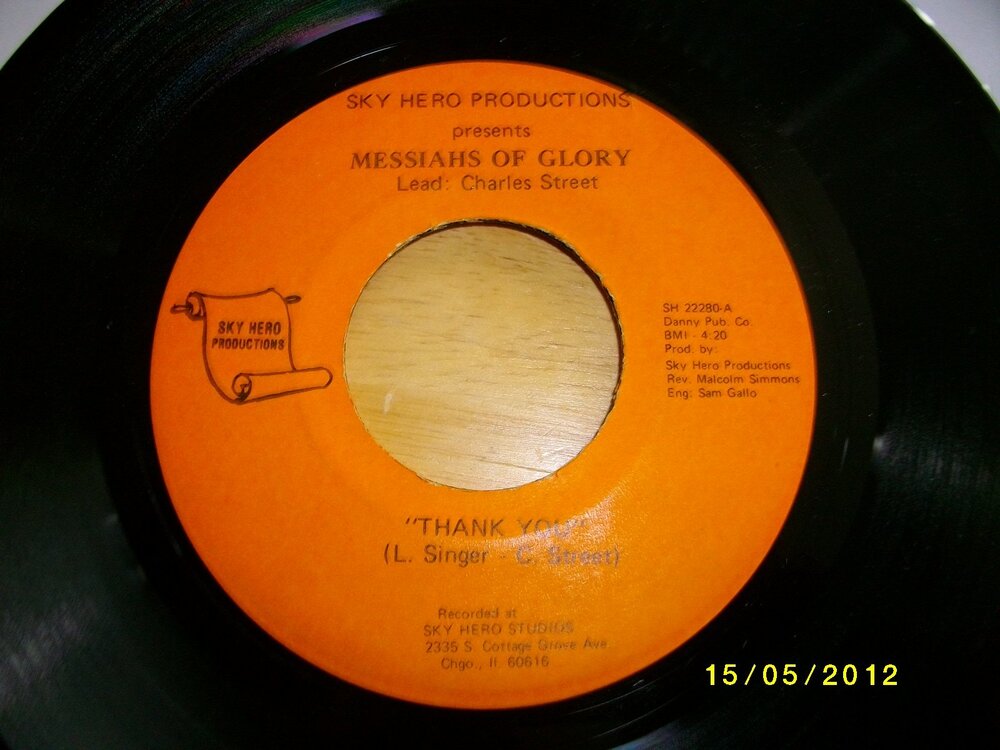 SKY HERO PRODUCTIONS
presents
MESSIAHS OF GLORY
Lead: Charles Street
SKY HERO
PRODUCTIONS
SH 22280-A
Danny Pub. Co.
BMI - 4:20
Prod. by:
Sky Hero Productions
Rev. Malcolm Simmons
Eng: Sam Gallo
"THANK YOU"
(L. Singer - C. Street)
Recorded at
SKY HERO STUDIOS
2335 S. Cottage Grove Ave.
Chgo., Il. 60616
15/05/2012